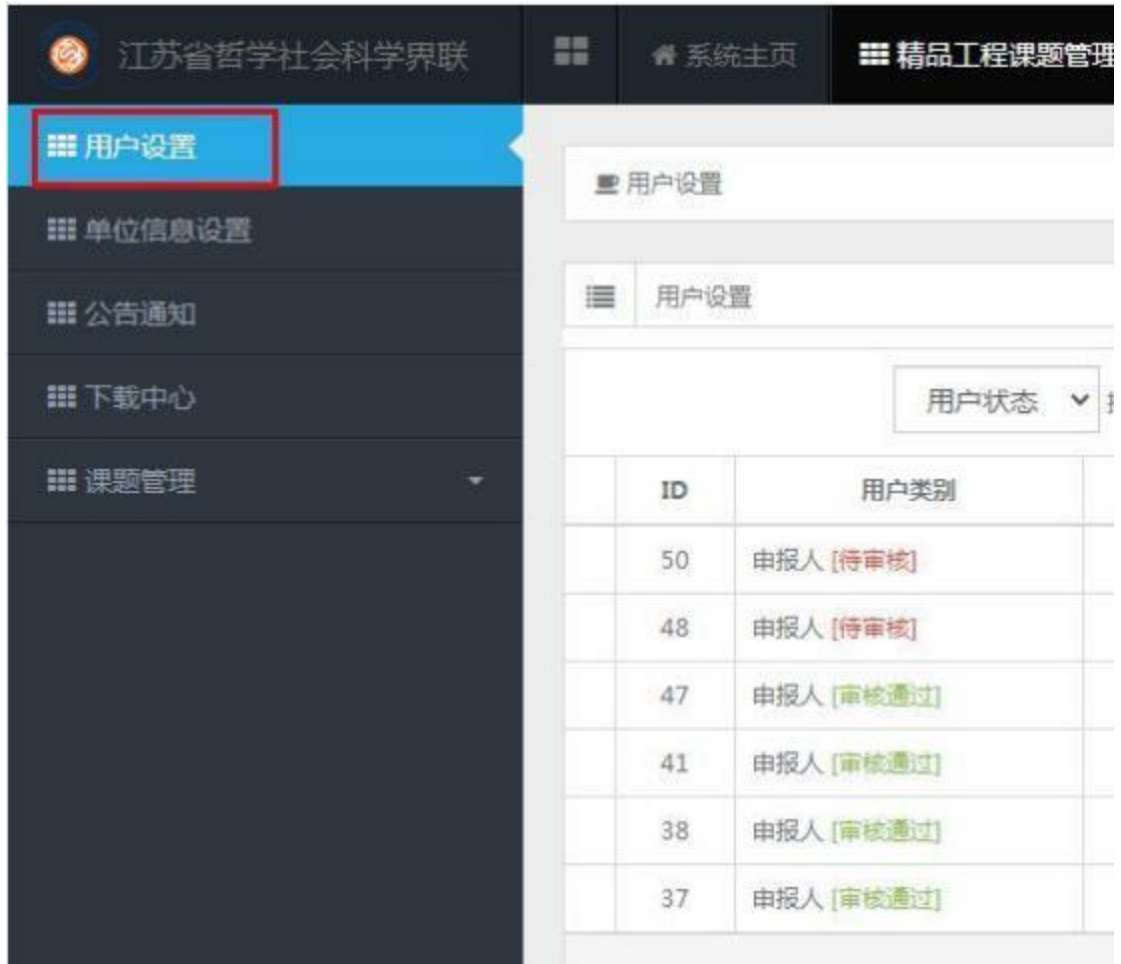 江苏省哲学社会科学界联
系统主页
精品工程课题管理
用户设置
单位信息设置
公告通知
下载中心
课题管理
用户设置
用户设置
用户状态
ID 用户类别
50 申报人 [待审核]
48 申报人 [待审核]
47 申报人 [审核通过]
41 申报人 [审核通过]
38 申报人 [审核通过]
37 申报人 [审核通过]